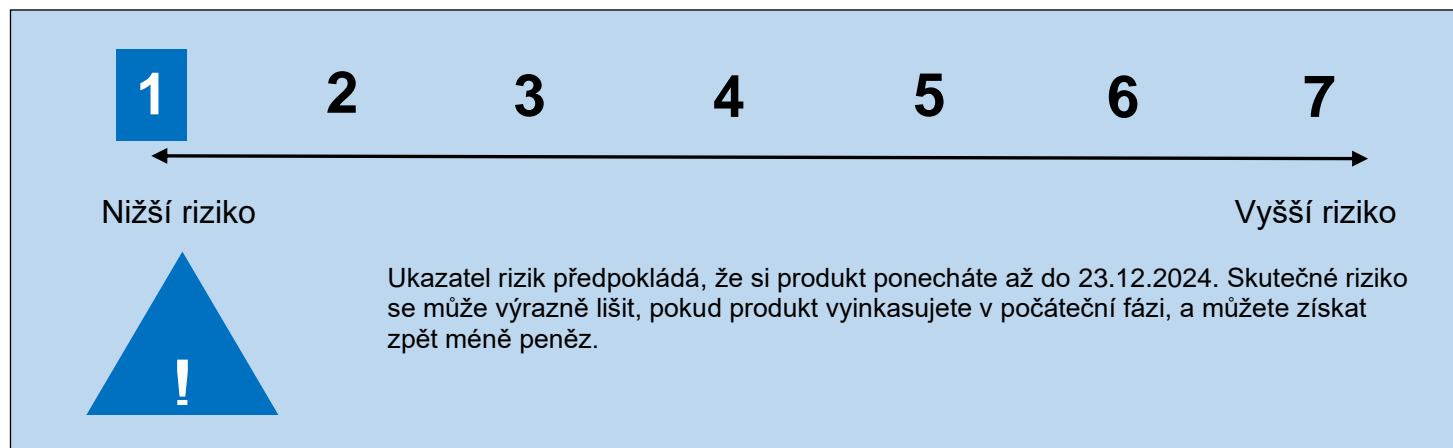 1 2 3 4 5 6 7
Nižší riziko Vyšší riziko
Ukazatel rizik předpokládá, že si produkt ponecháte až do 23.12.2024. Skutečné riziko
se může výrazně lišit, pokud produkt vyinkasujete v počáteční fázi, a můžete získat
zpět méně peněz.
!